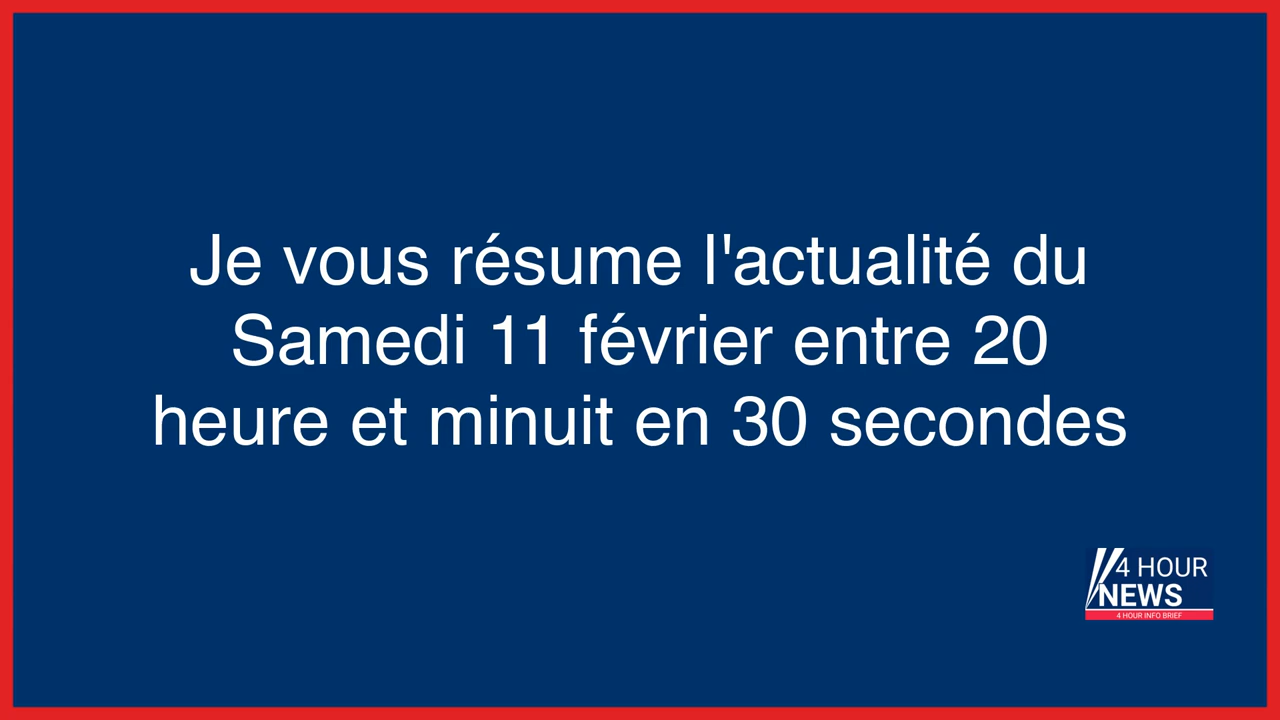 Je vous résume l'actualité du
Samedi 11 février entre 20
heure et minuit en 30 secondes
4 HOUR
NEWS
4 HOUR INFO BRIEF